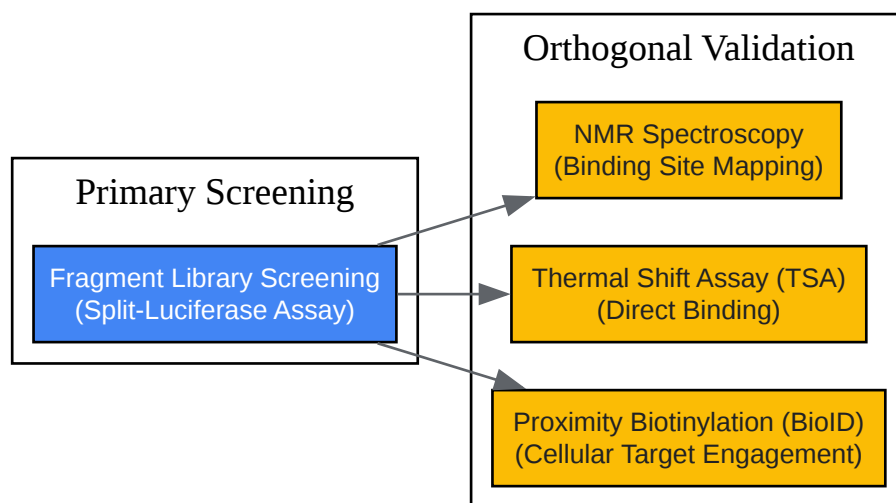 Primary Screening
Fragment Library Screening
(Split-Luciferase Assay)
Orthogonal Validation
NMR Spectroscopy
(Binding Site Mapping)
Thermal Shift Assay (TSA)
(Direct Binding)
Proximity Biotinylation (BioID)
(Cellular Target Engagement)